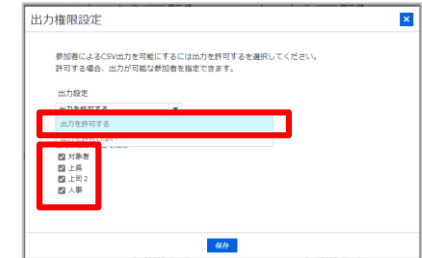 出力権限設定
参加者によるCSV出力を可能にするには出力を許可するを選択してください。
許可する場合、出力が可能な参加者を指定できます。
出力設定
出力を許可する
出力を許可する
対象者
上長
上司2
人事
保存